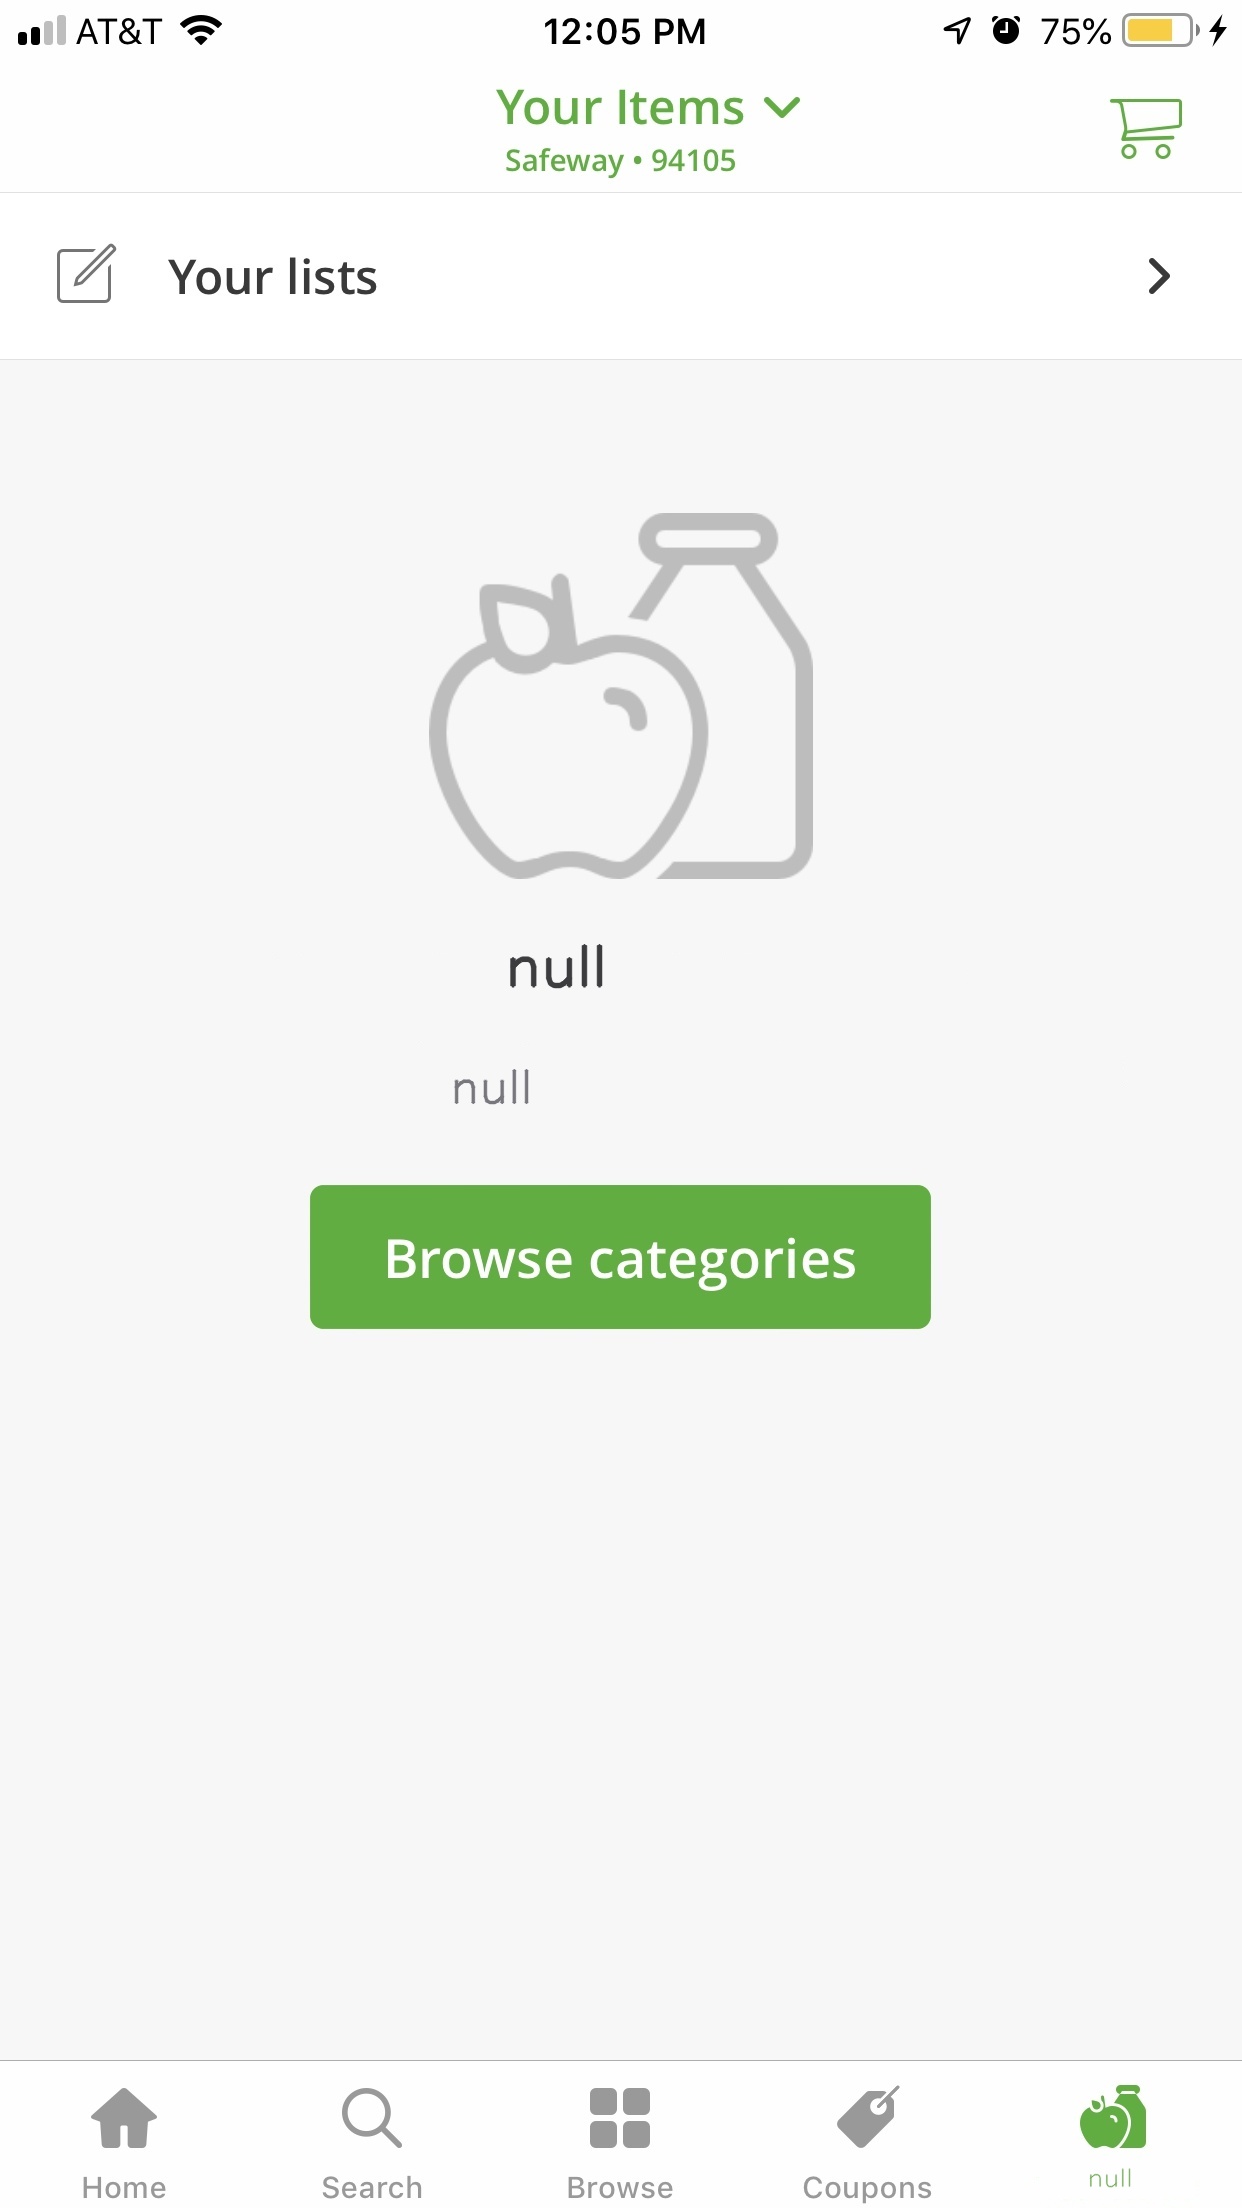 AT&T 12:05 PM 75%
Your Items
Safeway • 94105
Your lists
null
null
Browse categories
Home Search Browse Coupons null